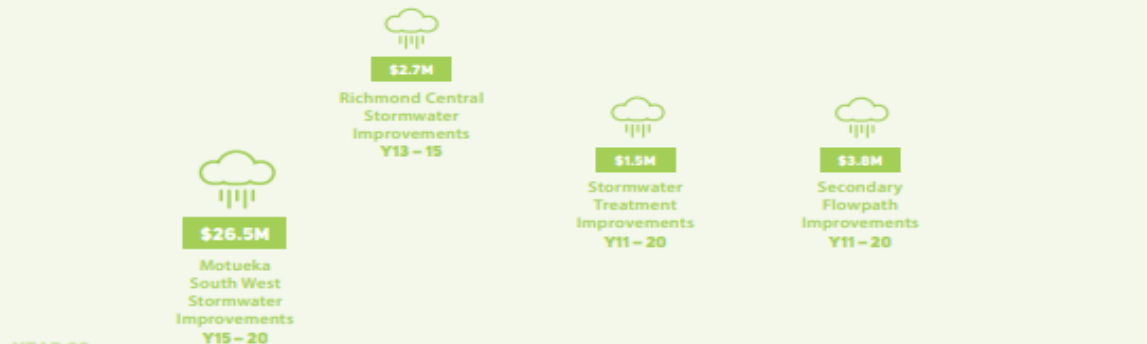 $2.7M
Richmond Central
Stormwater
Improvements
Y13 – 15
$26.5M
Motueka
South West
Stormwater
Improvements
Y15 – 20
$1.5M
Stormwater
Treatment
Improvements
Y11 – 20
$3.8M
Secondary
Flowpath
Improvements
Y11 – 20